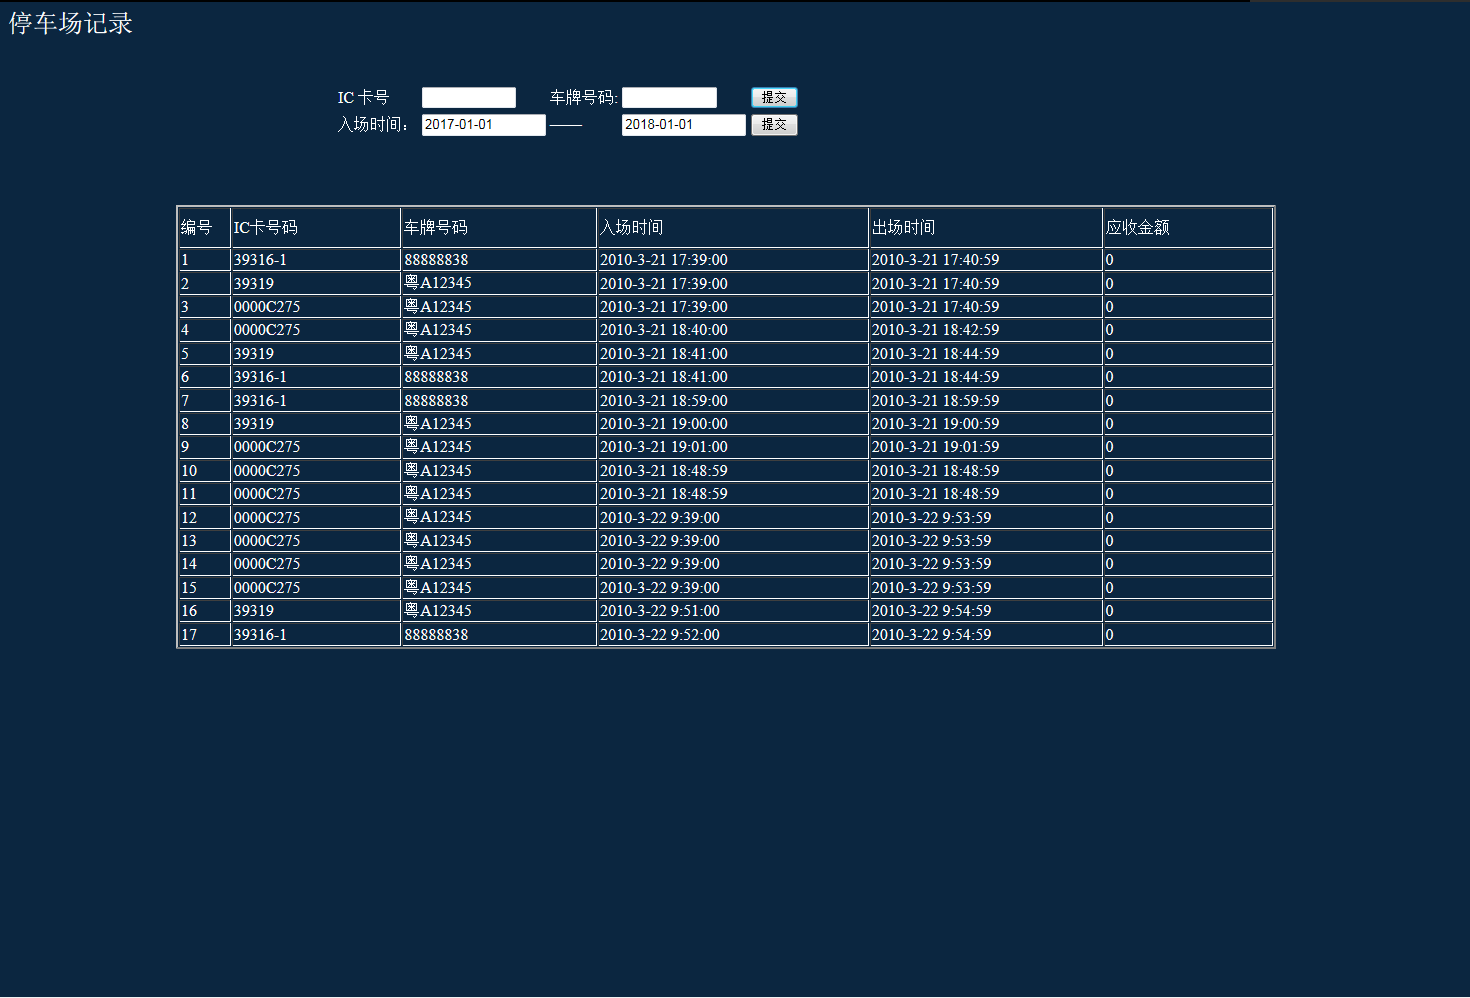 停车场记录
IC 卡号 车牌号码: 提交
入场时间： 2017-01-01 —— 2018-01-01 提交
编号 IC卡号码 车牌号码 入场时间 出场时间 应收金额
1 39316-1 88888838 2010-3-21 17:39:00 2010-3-21 17:40:59 0
2 39319 粤A12345 2010-3-21 17:39:00 2010-3-21 17:40:59 0
3 0000C275 粤A12345 2010-3-21 17:39:00 2010-3-21 17:40:59 0
4 0000C275 粤A12345 2010-3-21 18:40:00 2010-3-21 18:42:59 0
5 39319 粤A12345 2010-3-21 18:41:00 2010-3-21 18:44:59 0
6 39316-1 88888838 2010-3-21 18:41:00 2010-3-21 18:44:59 0
7 39316-1 88888838 2010-3-21 18:59:00 2010-3-21 18:59:59 0
8 39319 粤A12345 2010-3-21 19:00:00 2010-3-21 19:00:59 0
9 0000C275 粤A12345 2010-3-21 19:01:00 2010-3-21 19:01:59 0
10 0000C275 粤A12345 2010-3-21 18:48:59 2010-3-21 18:48:59 0
11 0000C275 粤A12345 2010-3-21 18:48:59 2010-3-21 18:48:59 0
12 0000C275 粤A12345 2010-3-22 9:39:00 2010-3-22 9:53:59 0
13 0000C275 粤A12345 2010-3-22 9:39:00 2010-3-22 9:53:59 0
14 0000C275 粤A12345 2010-3-22 9:39:00 2010-3-22 9:53:59 0
15 0000C275 粤A12345 2010-3-22 9:39:00 2010-3-22 9:53:59 0
16 39319 粤A12345 2010-3-22 9:51:00 2010-3-22 9:54:59 0
17 39316-1 88888838 2010-3-22 9:52:00 2010-3-22 9:54:59 0